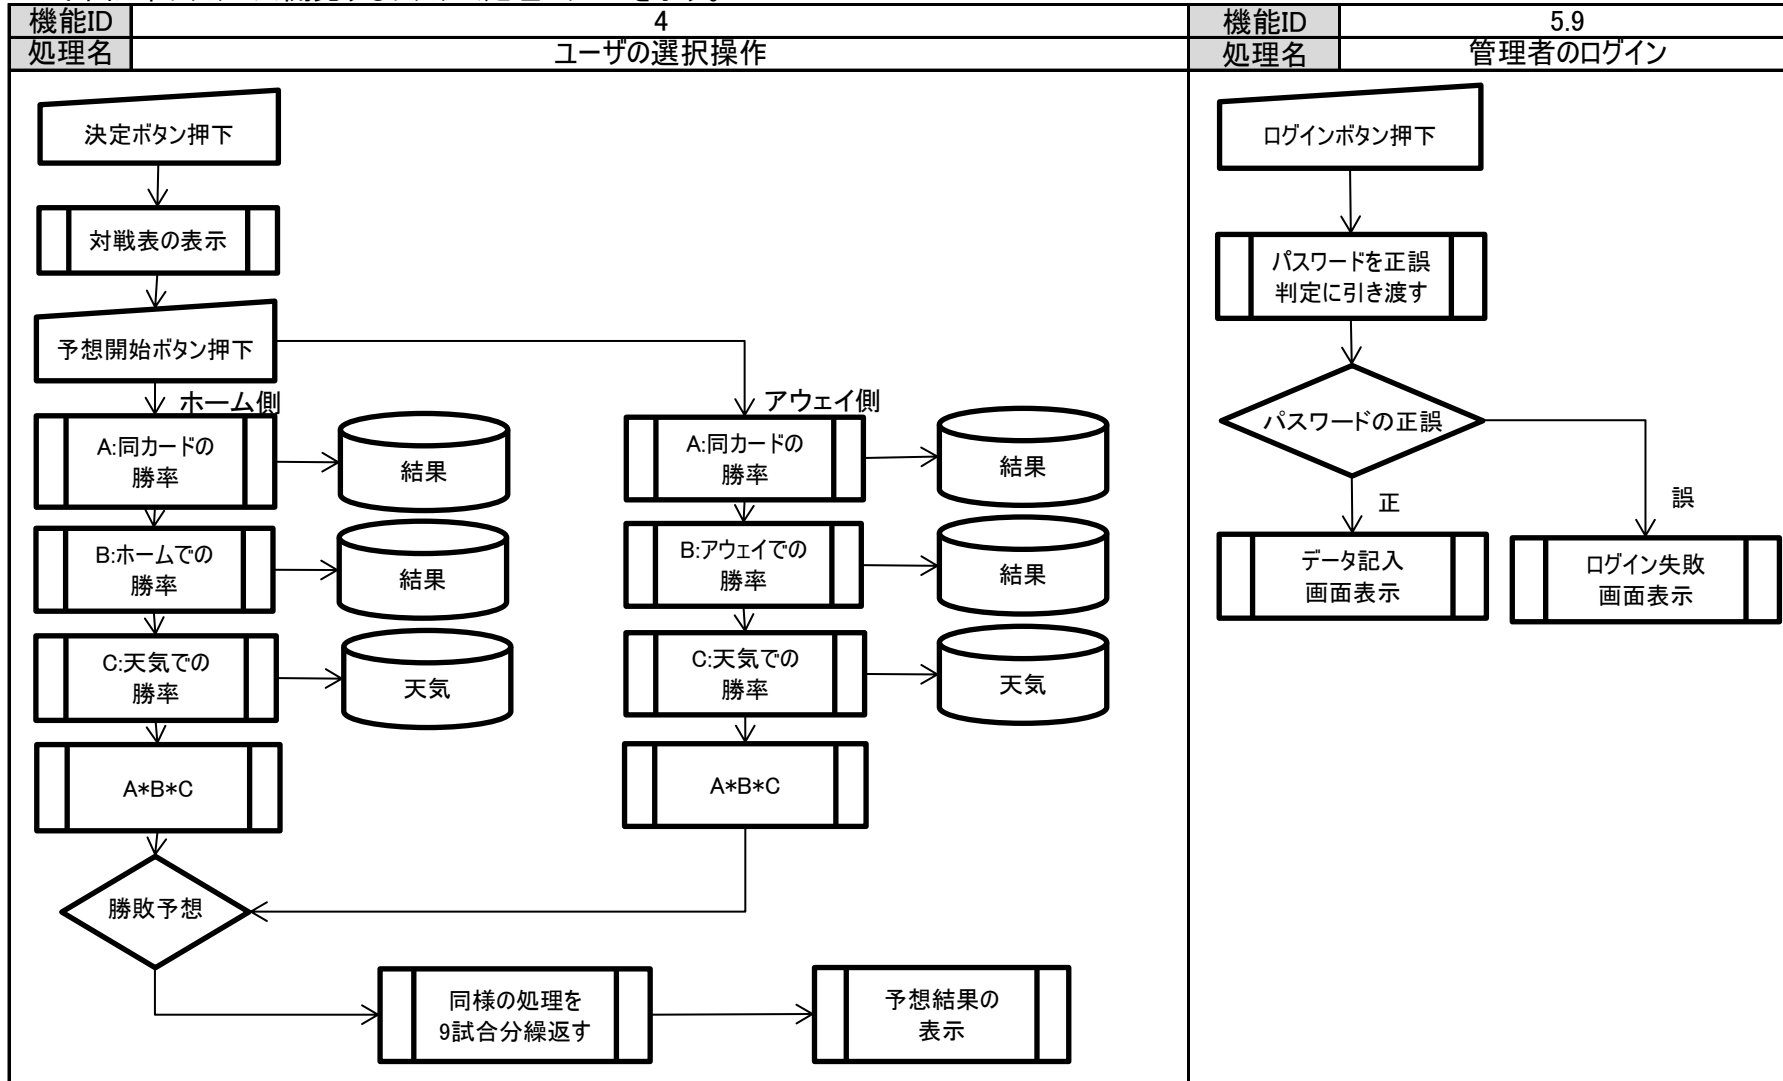 機能ID
4
機能ID
5.9
処理名
ユーザの選択操作
処理名
管理者のログイン
決定ボタン押下
対戦表の表示
予想開始ボタン押下
ホーム側
アウェイ側
A:同カードの
勝率
結果
B:ホームでの
勝率
結果
C:天気での
勝率
天気
A*B*C
A:同カードの
勝率
結果
B:アウェイでの
勝率
結果
C:天気での
勝率
天気
A*B*C
勝敗予想
同様の処理を
9試合分繰返す
予想結果の
表示
ログインボタン押下
パスワードを正誤
判定に引き渡す
パスワードの正誤
正
誤
データ記入
画面表示
ログイン失敗
画面表示